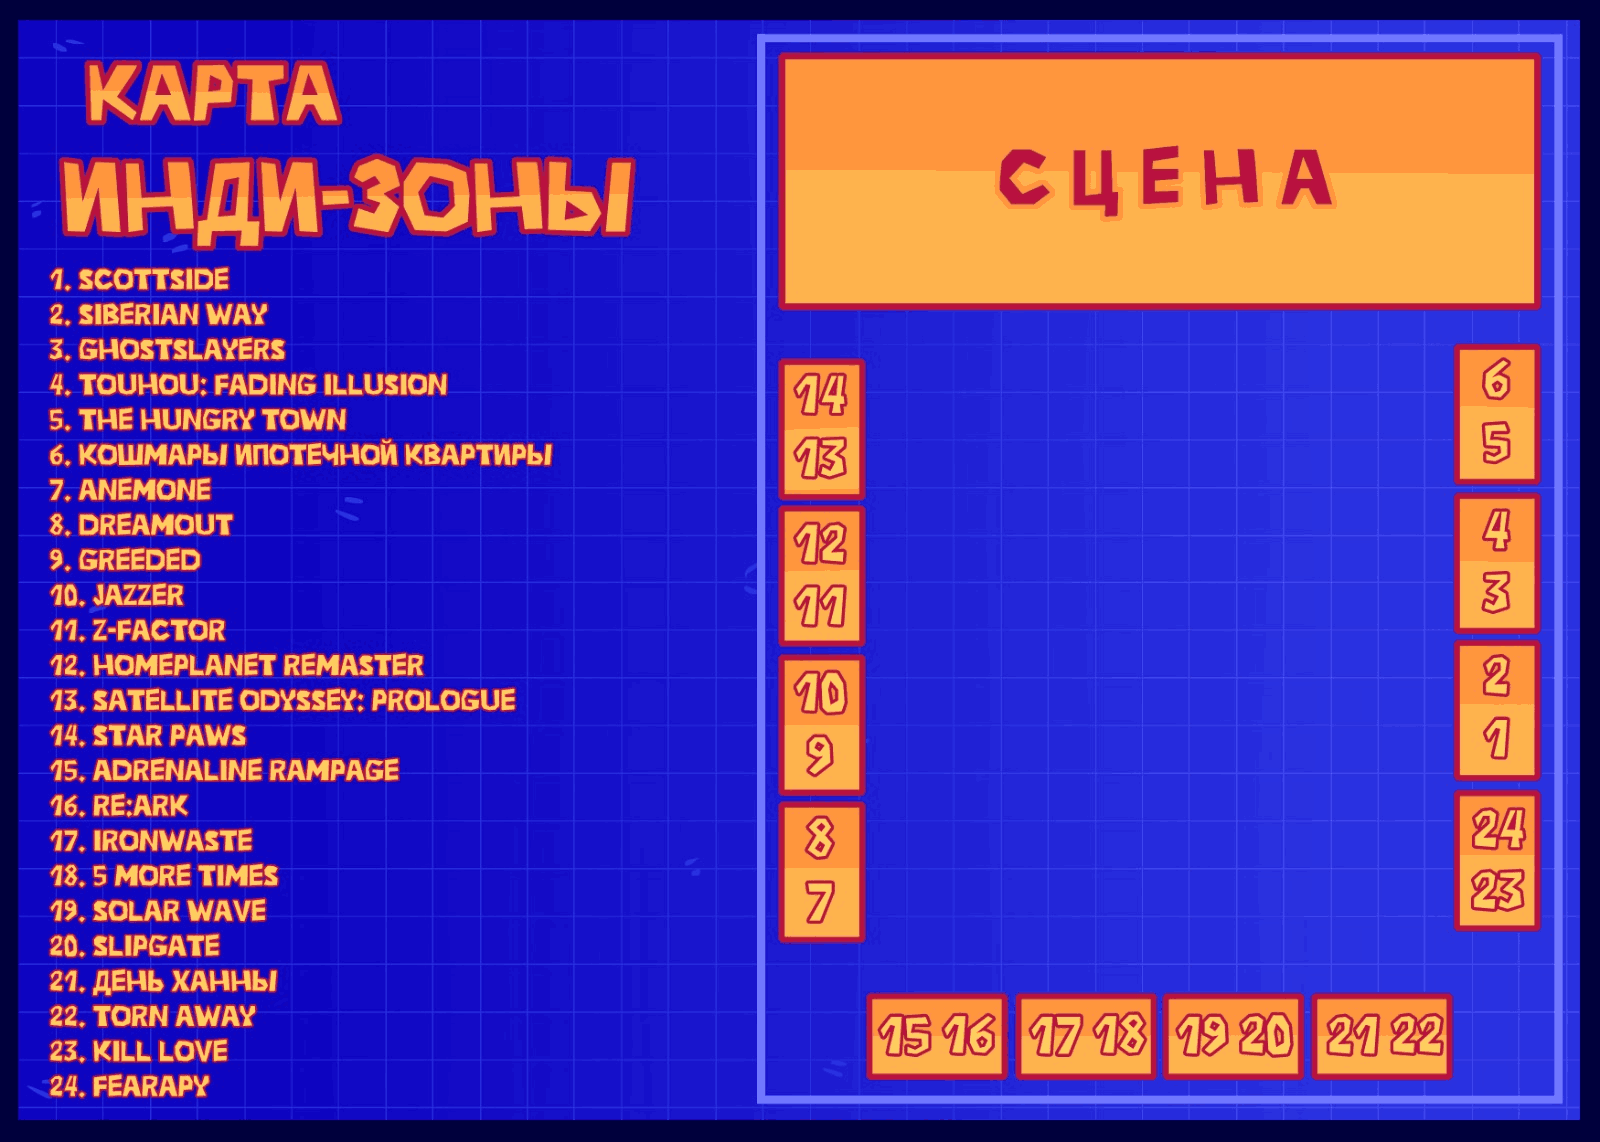 КАРТА
ИНДИ-ЗОНЫ
1. SCOTTSIDE
2. SIBERIAN WAY
3. GHOSTSLAYERS
4. TOUHOU: FADING ILLUSION
5. THE HUNGRY TOWN
6. КОШМАРЫ ИПОТЕЧНОЙ КВАРТИРЫ
7. ANEMONE
8. DREAMOUT
9. GREEDED
10. JAZZER
11. Z-FACTOR
12. HOMEPLANET REMASTER
13. SATELLITE ODYSSEY: PROLOGUE
14. STAR PAWS
15. ADRENALINE RAMPAGE
16. RE:ARK
17. IRONWASTE
18. 5 MORE TIMES
19. SOLAR WAVE
20. SLIPGATE
21. ДЕНЬ ХАННЫ
22. TORN AWAY
23. KILL LOVE
24. FEARAPY
СЦЕНА
14
13
12
11
10
9
8
7
6
5
4
3
2
1
24
23
15 16 17 18 19 20 21 22